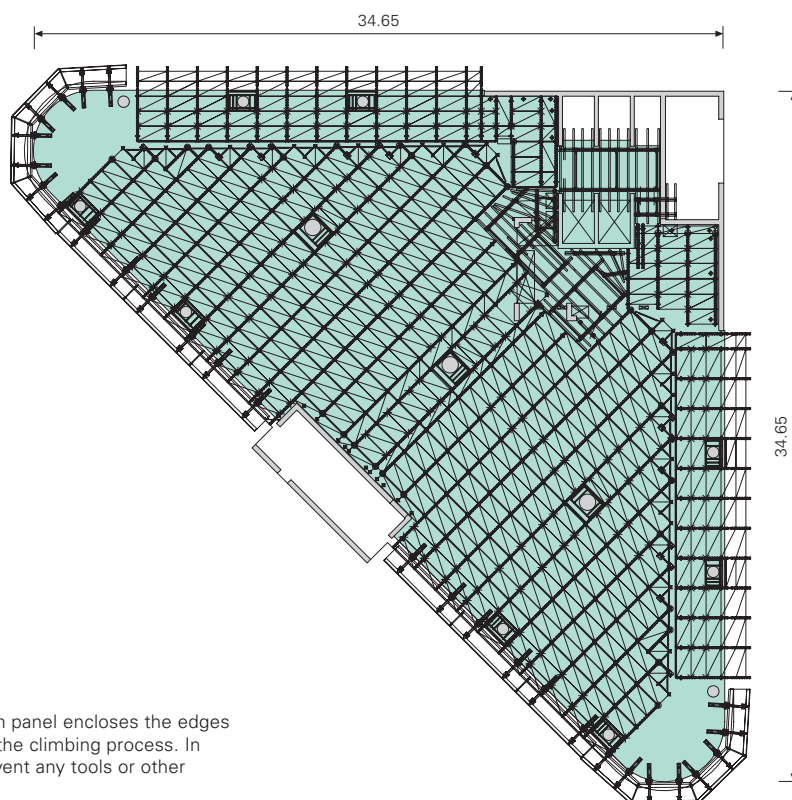 34.65
34.65
panel encloses the edges
the climbing process. In
vent any tools or other